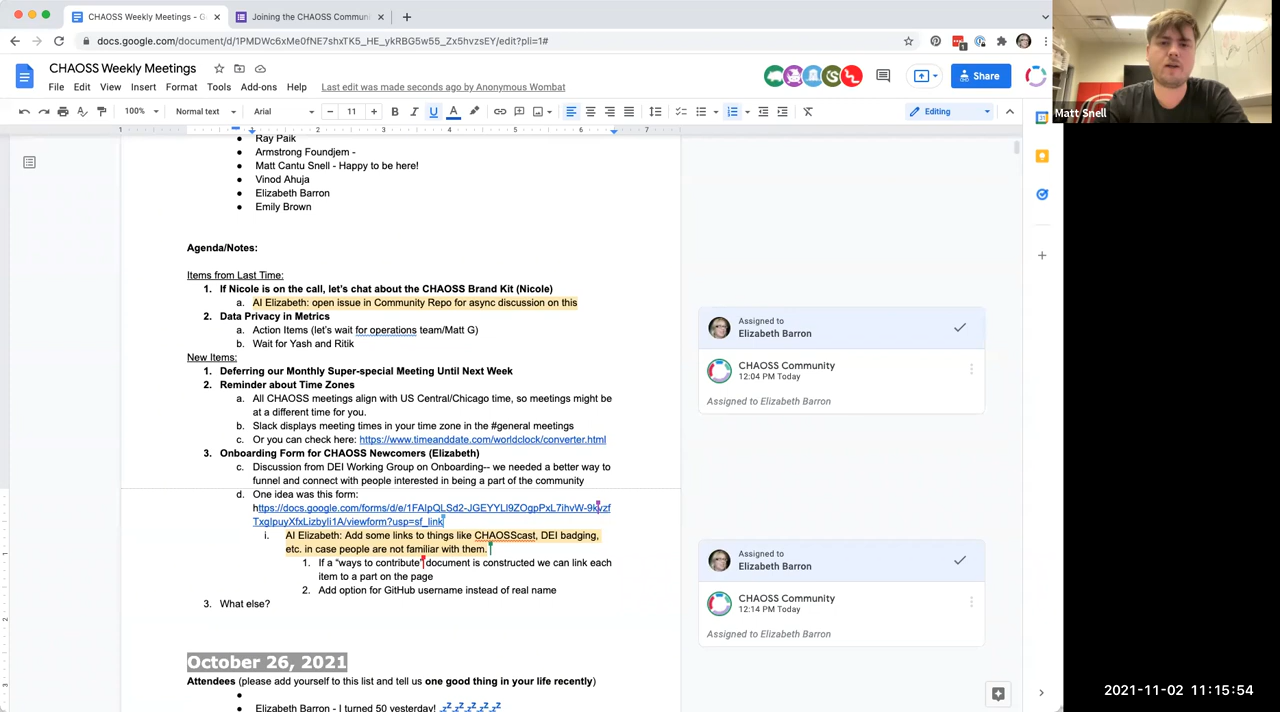 CHAOSS Weekly Meetings - G
Joining the CHAOSS Commun
docs.google.com/document/d/1PMDWc6xMe0fNE7shxTK5_HE_ykRBG5w55_Zx5hvzsEY/edit?pli=1#
CHAOSS Weekly Meetings
File Edit View Insert Format Tools Add-ons Help Last edit was made seconds ago by Anonymous Wombat
Share
100% Normal text Arial 11 B I U A Editing
1 1 2 3 4 5 6 7
Ray Paik
Armstrong Foundjem -
Matt Cantu Snell - Happy to be here!
Vinod Ahuja
Elizabeth Barron
Emily Brown
Agenda/Notes:
Items from Last Time:
1. If Nicole is on the call, let's chat about the CHAOSS Brand Kit (Nicole)
a. AI Elizabeth: open issue in Community Repo for async discussion on this
2. Data Privacy in Metrics
a. Action Items (let's wait for operations team/Matt G)
b. Wait for Yash and Ritik
New Items:
1. Deferring our Monthly Super-special Meeting Until Next Week
2. Reminder about Time Zones
a. All CHAOSS meetings align with US Central/Chicago time, so meetings might be
at a different time for you.
b. Slack displays meeting times in your time zone in the #general meetings
c. Or you can check here: https://www.timeanddate.com/worldclock/converter.html
3. Onboarding Form for CHAOSS Newcomers (Elizabeth)
c. Discussion from DEI Working Group on Onboarding-- we needed a better way to
funnel and connect with people interested in being a part of the community
d. One idea was this form:
https://docs.google.com/forms/d/e/1FAIpQLSd2-JGEYYLl9ZOgpPxL7ihvW-9kvzf
TxgIpuyXfxLizbyIi1A/viewform?usp=sf_link
i. AI Elizabeth: Add some links to things like CHAOSScast, DEI badging,
etc. in case people are not familiar with them.
1. If a "ways to contribute" document is constructed we can link each
item to a part on the page
2. Add option for GitHub username instead of real name
3. What else?
October 26, 2021
Attendees (please add yourself to this list and tell us one good thing in your life recently)
Elizabeth Barron - I turned 50 yesterday! 💤💤💤💤💤
Assigned to
Elizabeth Barron
CHAOSS Community
12:04 PM Today
Assigned to Elizabeth Barron
Assigned to
Elizabeth Barron
CHAOSS Community
12:14 PM Today
Assigned to Elizabeth Barron
Matt Snell
2021-11-02 11:15:54